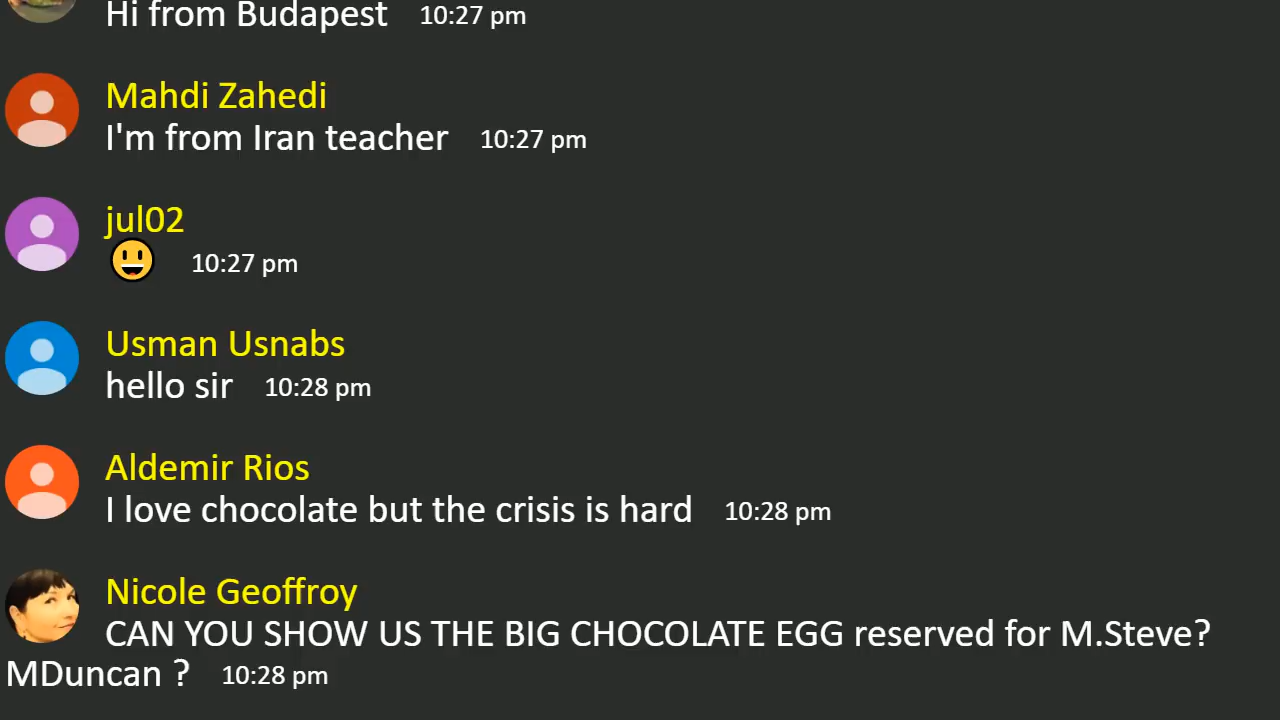 Hi from Budapest 10:27 pm
Mahdi Zahedi
I'm from Iran teacher 10:27 pm
jul02
😃 10:27 pm
Usman Usnabs
hello sir 10:28 pm
Aldemir Rios
I love chocolate but the crisis is hard 10:28 pm
Nicole Geoffroy
CAN YOU SHOW US THE BIG CHOCOLATE EGG reserved for M.Steve?
MDuncan ? 10:28 pm